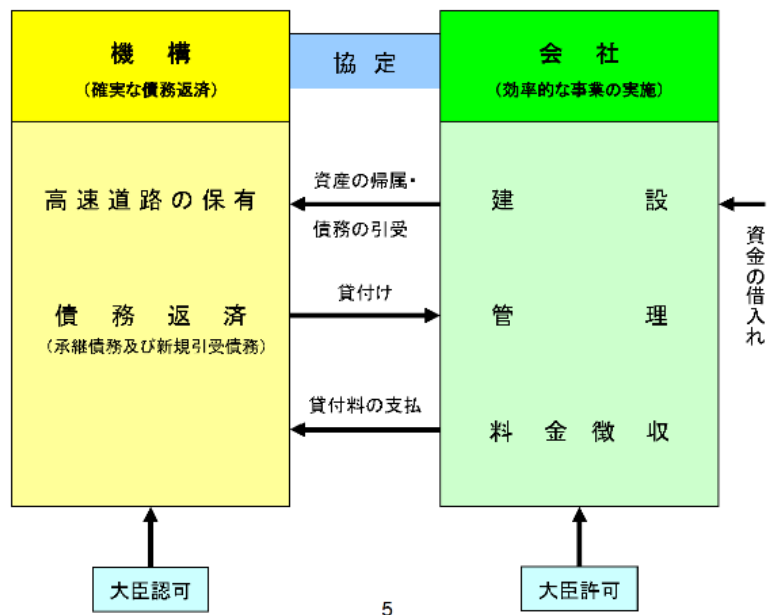 機構
(確実な債務返済)
協定
会社
(効率的な事業の実施)
高速道路の保有
資産の帰属・
債務の引受
建設
資金の借入れ
債務返済
(承継債務及び新規引受債務)
貸付け
管理
貸付料の支払
料金徴収
大臣認可
大臣許可
5